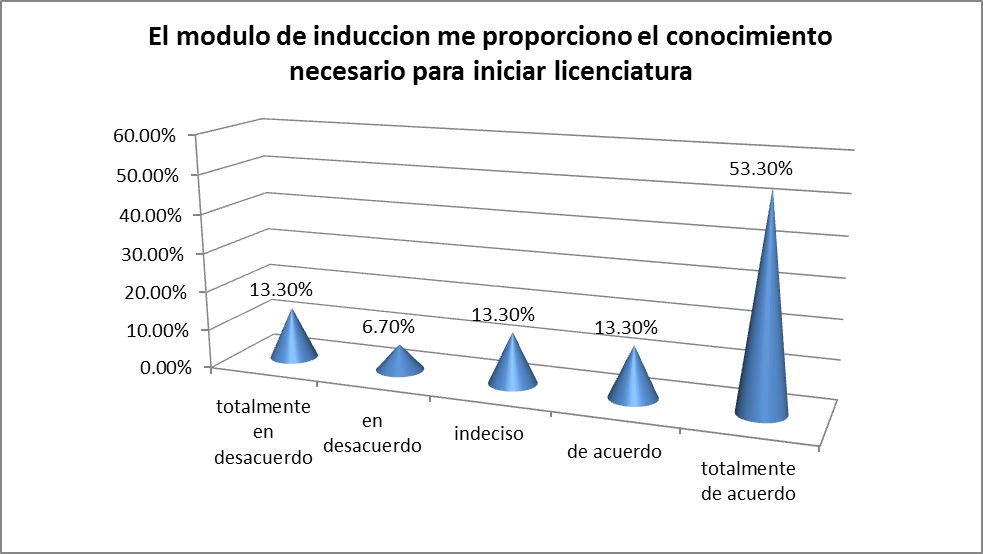 El modulo de induccion me proporciono el conocimiento
necesario para iniciar licenciatura
60.00%
50.00%
40.00%
30.00%
20.00%
10.00%
0.00%
13.30%
6.70%
13.30%
13.30%
53.30%
totalmente
en
desacuerdo
en
desacuerdo
indeciso
de acuerdo
totalmente
de acuerdo